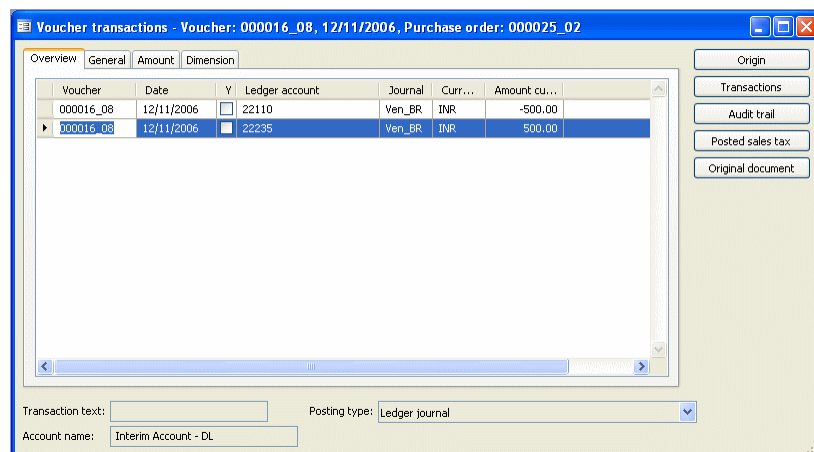 Voucher transactions - Voucher: 000016_08, 12/11/2006, Purchase order: 000025_02
Overview General Amount Dimension
Voucher Date Y Ledger account Journal Curr... Amount cu...
000016_08 12/11/2006 22110 Ven_BR INR -500.00
000016_08 12/11/2006 22235 Ven_BR INR 500.00
Origin
Transactions
Audit trail
Posted sales tax
Original document
Transaction text: Posting type: Ledger journal
Account name: Interim Account - DL